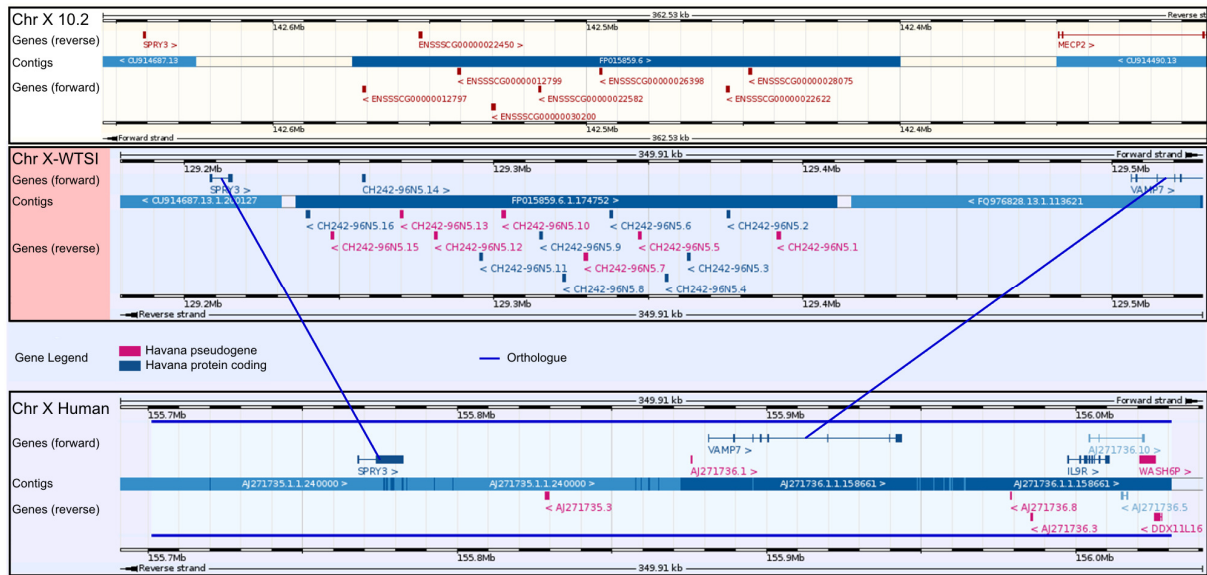 Chr X 10.2
362.53 kb
Reverse st
142.6Mb 142.5Mb 142.4Mb
Genes (reverse)
SPRY3 > ENSSSCG00000022450 > MECP2 >
Contigs
< CU914687.13 FP015859.6 > < CU914490.13
Genes (forward)
< ENSSSCG00000012799 < ENSSSCG00000026398 < ENSSSCG00000028075
< ENSSSCG00000012797 < ENSSSCG00000022582 < ENSSSCG00000022622
< ENSSSCG00000030200
142.6Mb 142.5Mb 142.4Mb
Forward strand 362.53 kb
Chr X-WTSI
349.91 kb Forward strand
129.2Mb 129.3Mb 129.4Mb 129.5Mb
Genes (forward)
SPRY3 > CH242-96N5.14 > VAMP7 >
Contigs
< CU914687.13.1.200127 FP015859.6.1.174752 > < FQ976828.13.1.113621
Genes (reverse)
< CH242-96N5.16 < CH242-96N5.13 < CH242-96N5.10 < CH242-96N5.6 < CH242-96N5.2
< CH242-96N5.15 < CH242-96N5.12 < CH242-96N5.9 < CH242-96N5.5 < CH242-96N5.1
< CH242-96N5.11 < CH242-96N5.7 < CH242-96N5.3
< CH242-96N5.8 < CH242-96N5.4
129.2Mb 129.3Mb 129.4Mb 129.5Mb
Reverse strand 349.91 kb
Gene Legend
Havana pseudogene
Havana protein coding
Orthologue
Chr X Human
349.91 kb Forward strand
155.7Mb 155.8Mb 155.9Mb 156.0Mb
Genes (forward)
VAMP7 > AJ271736.10 >
SPRY3 > AJ271736.1 > IL9R > WASH6P >
Contigs
AJ271735.1.1.240000 > AJ271735.1.1.240000 > AJ271736.1.1.158661 > AJ271736.1.1.158661 >
Genes (reverse)
< AJ271735.3 < AJ271736.8 < AJ271736.5
< AJ271736.3 < DDX11L16
155.7Mb 155.8Mb 155.9Mb 156.0Mb
Reverse strand 349.91 kb